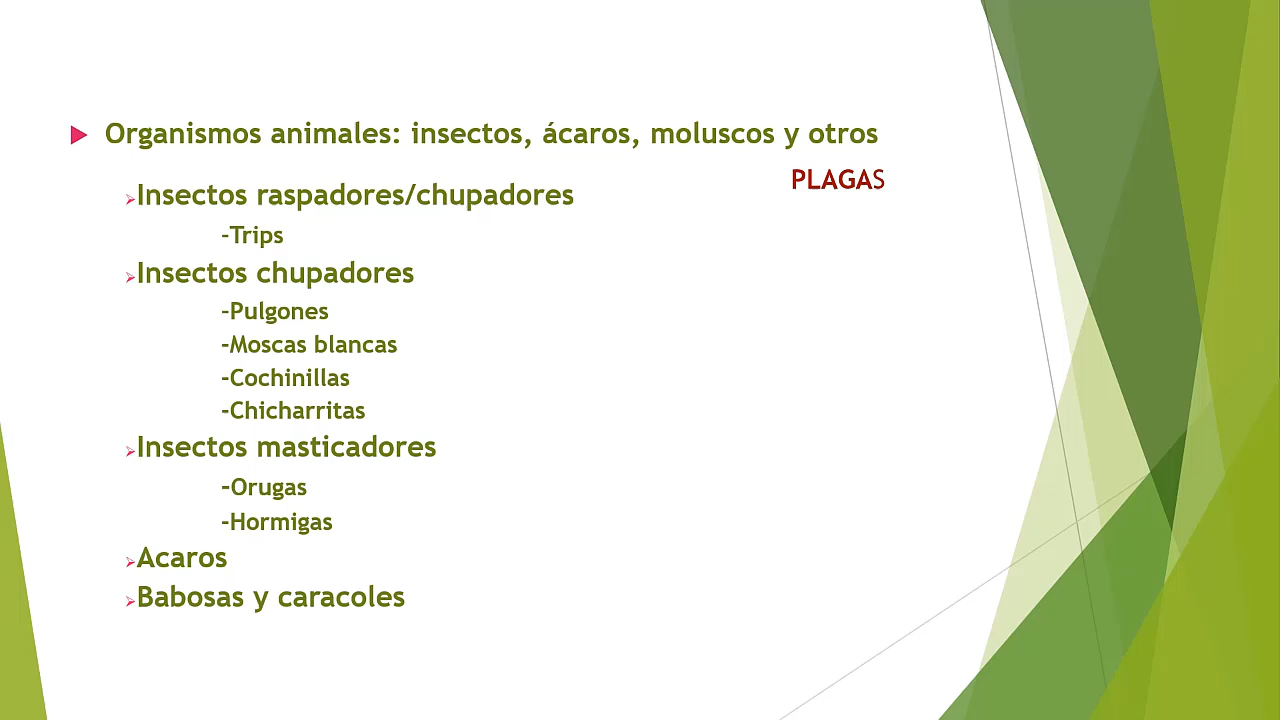 Organismos animales: insectos, ácaros, moluscos y otros
PLAGAS
Insectos raspadores/chupadores
-Trips
Insectos chupadores
-Pulgones
-Moscas blancas
-Cochinillas
-Chicharritas
Insectos masticadores
-Orugas
-Hormigas
Acaros
Babosas y caracoles